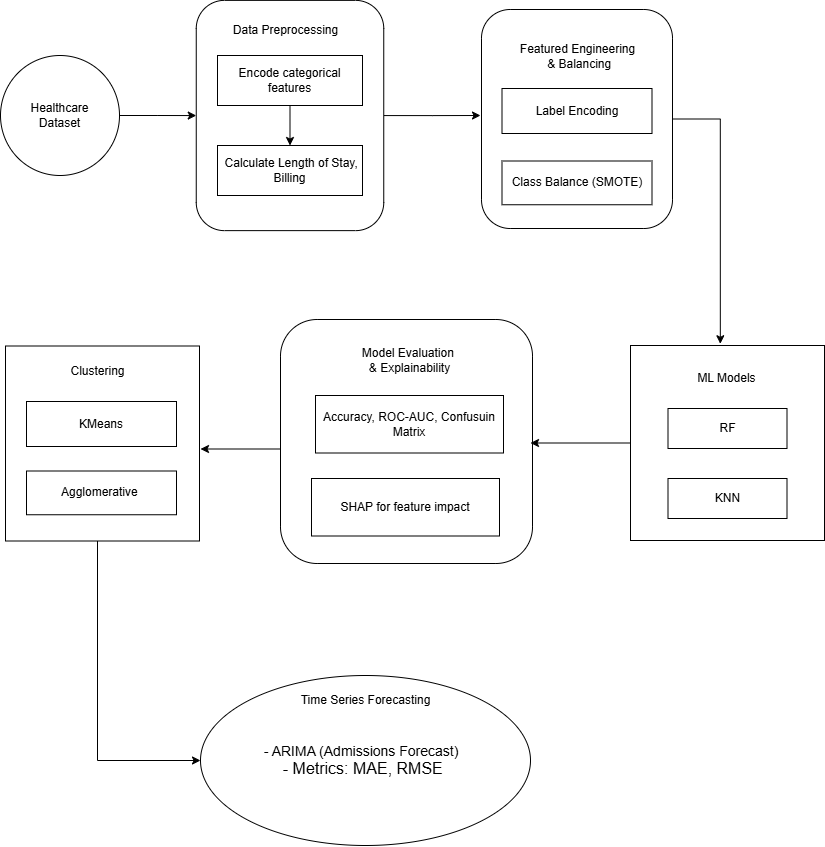 Data Preprocessing
Encode categorical
features
Calculate Length of Stay,
Billing
Healthcare
Dataset
Featured Engineering
& Balancing
Label Encoding
Class Balance (SMOTE)
ML Models
RF
KNN
Model Evaluation
& Explainability
Accuracy, ROC-AUC, Confusuin
Matrix
SHAP for feature impact
Clustering
KMeans
Agglomerative
Time Series Forecasting
- ARIMA (Admissions Forecast)
- Metrics: MAE, RMSE